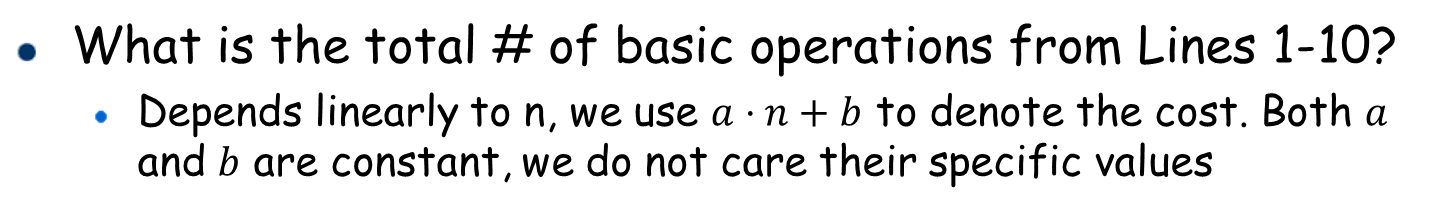 • What is the total # of basic operations from Lines 1-10?
• Depends linearly to n, we use a · n + b to denote the cost. Both a
and b are constant, we do not care their specific values